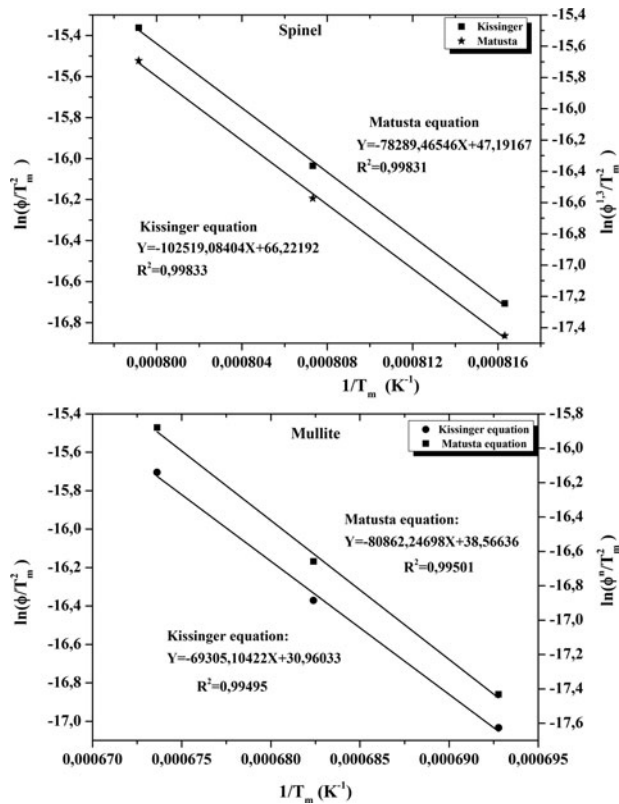 Spinel
Kissinger
Matusta
Matusta equation
Y=-78289,46546X+47,19167
R²=0,99831
Kissinger equation
Y=-102519,08404X+66,22192
R²=0,99833
-15,4
-15,6
-15,8
-16,0
-16,2
-16,4
-16,6
-16,8
ln(ϕ/T²m)
-15,4
-15,6
-15,8
-16,0
-16,2
-16,4
-16,6
-16,8
-17,0
-17,2
-17,4
ln(ϕ^1,3/T²m)
0,000800 0,000804 0,000808 0,000812 0,000816
1/Tm (K⁻¹)
Mullite
Kissinger equation
Matusta equation
Matusta equation:
Y=-80862,24698X+38,56636
R²=0,99501
Kissinger equation:
Y=-69305,10422X+30,96033
R²=0,99495
-15,4
-15,6
-15,8
-16,0
-16,2
-16,4
-16,6
-16,8
-17,0
ln(ϕ/T²m)
-15,8
-16,0
-16,2
-16,4
-16,6
-16,8
-17,0
-17,2
-17,4
-17,6
ln(ϕⁿ/T²m)
0,000670 0,000675 0,000680 0,000685 0,000690 0,000695
1/Tm (K⁻¹)